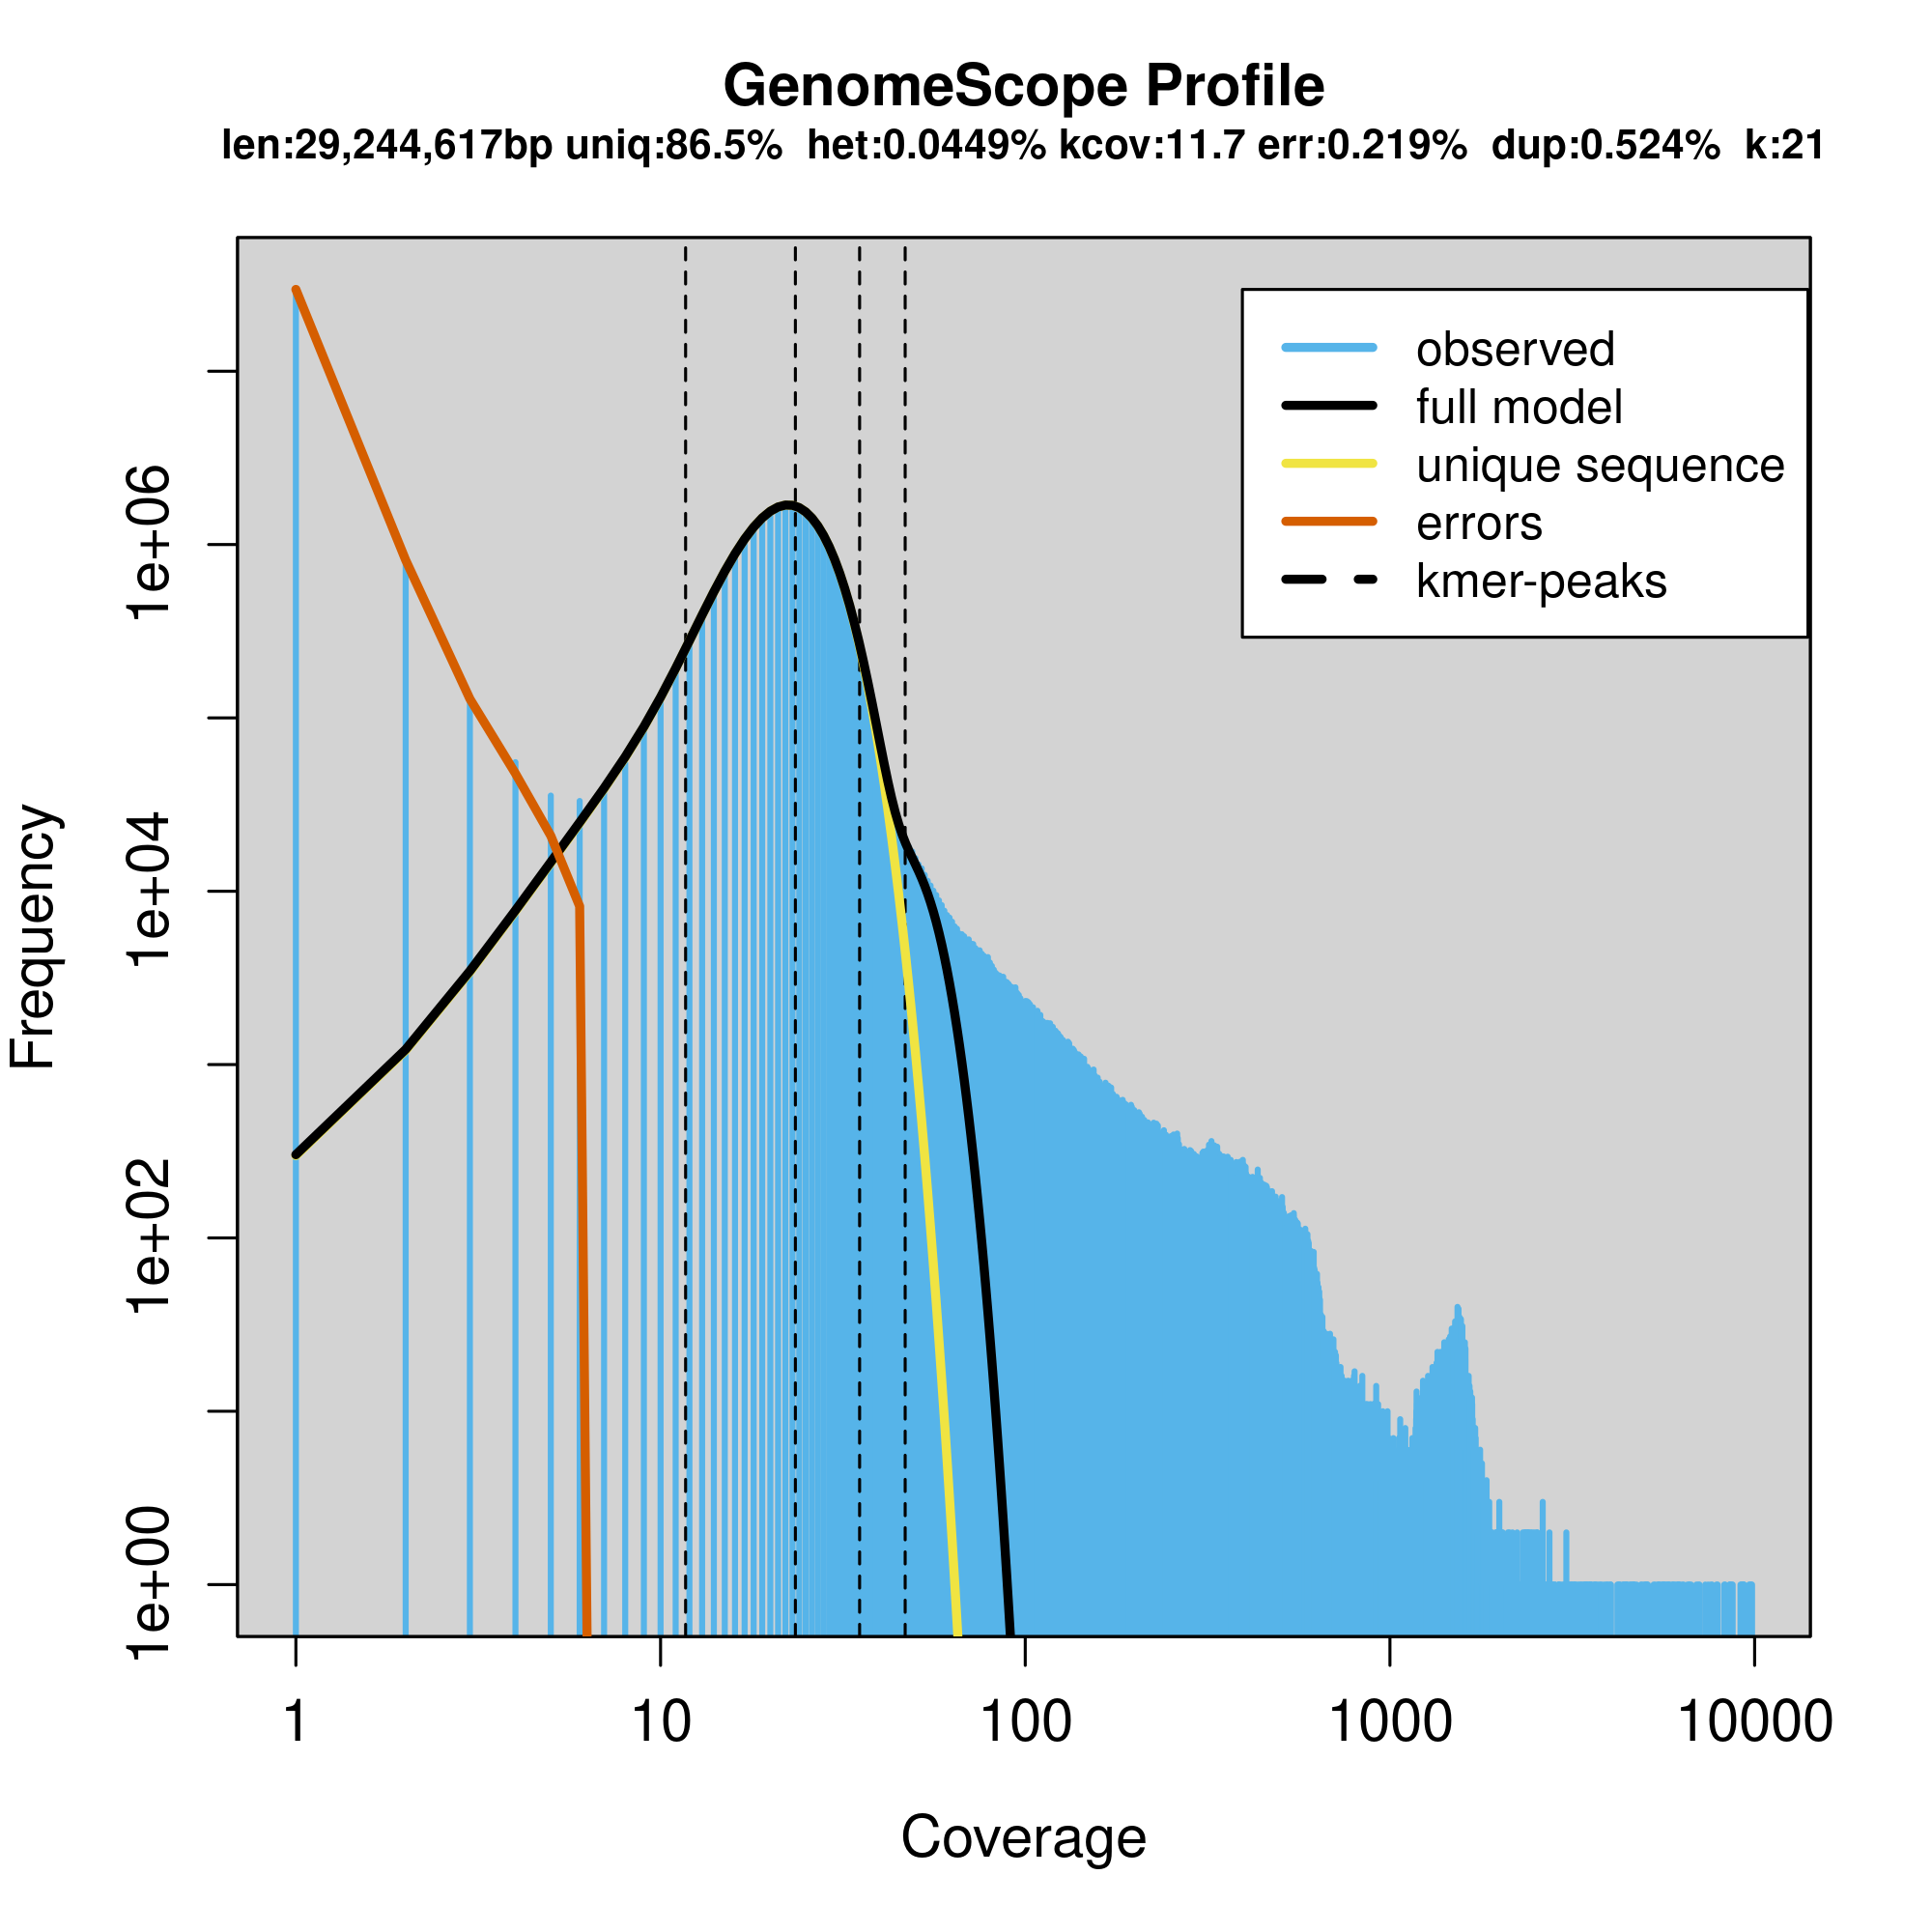 GenomeScope Profile
len:29,244,617bp uniq:86.5% het:0.0449% kcov:11.7 err:0.219% dup:0.524% k:21
observed
full model
unique sequence
errors
kmer-peaks
Frequency
1e+06
1e+04
1e+02
1e+00
1 10 100 1000 10000
Coverage